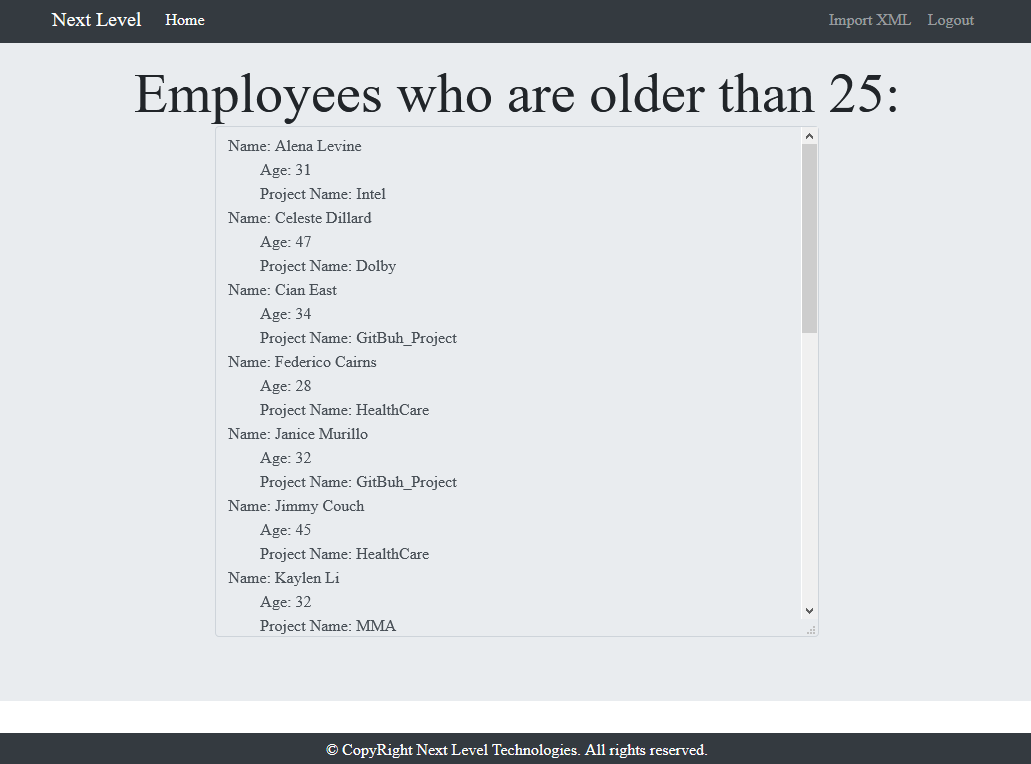 Next Level Home Import XML Logout
Employees who are older than 25:
Name: Alena Levine
Age: 31
Project Name: Intel
Name: Celeste Dillard
Age: 47
Project Name: Dolby
Name: Cian East
Age: 34
Project Name: GitBuh_Project
Name: Federico Cairns
Age: 28
Project Name: HealthCare
Name: Janice Murillo
Age: 32
Project Name: GitBuh_Project
Name: Jimmy Couch
Age: 45
Project Name: HealthCare
Name: Kaylen Li
Age: 32
Project Name: MMA
© CopyRight Next Level Technologies. All rights reserved.